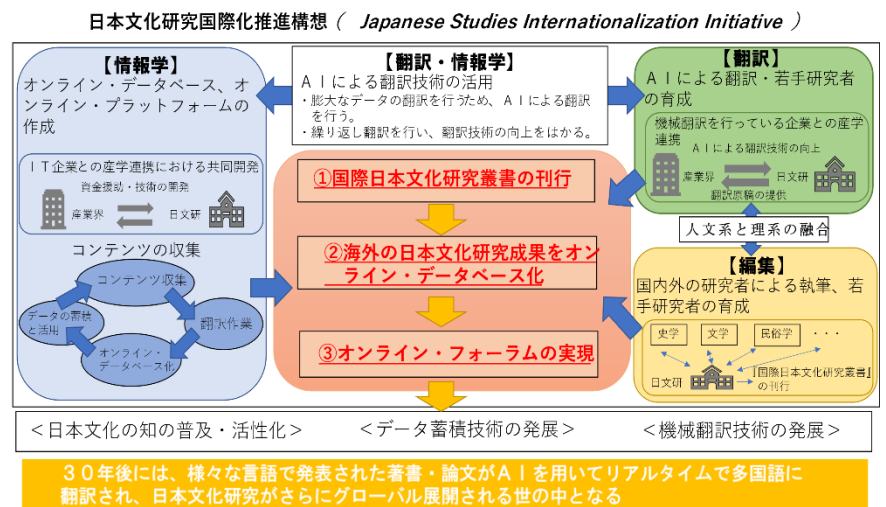 日本文化研究国際化推進構想( Japanese Studies Internationalization Initiative )
【情報学】
オンライン・データベース、オ
ンライン・プラットフォームの
作成
IT企業との産学連携における共同開発
資金援助・技術の開発
産業界
日文研
コンテンツの収集
コンテンツ収集
翻訳作業
オンライン・
データベース化
データの蓄積
と活用
【翻訳・情報学】
AIによる翻訳技術の活用
・膨大なデータの翻訳を行うため、AIによる翻訳
を行う。
・繰り返し翻訳を行い、翻訳技術の向上をはかる。
①国際日本文化研究叢書の刊行
②海外の日本文化研究成果をオン
ライン・データベース化
③オンライン・フォーラムの実現
【翻訳】
AIによる翻訳・若手研究者
の育成
機械翻訳を行っている企業との産学
連携
AIによる翻訳技術の向上
産業界
日文研
翻訳原稿の提供
人文系と理系の融合
【編集】
国内外の研究者による執筆、若
手研究者の育成
史学
文学
民俗学
・・・
日文研
『国際日本文化研究叢書』
の刊行
<日本文化の知の普及・活性化>
<データ蓄積技術の発展>
<機械翻訳技術の発展>
30年後には、様々な言語で発表された著書・論文がAIを用いてリアルタイムで多国語に
翻訳され、日本文化研究がさらにグローバル展開される世の中となる